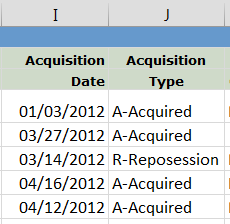 I J
Acquisition Date Acquisition Type
01/03/2012 A-Acquired
03/27/2012 A-Acquired
03/14/2012 R-Reposession
04/16/2012 A-Acquired
04/12/2012 A-Acquired